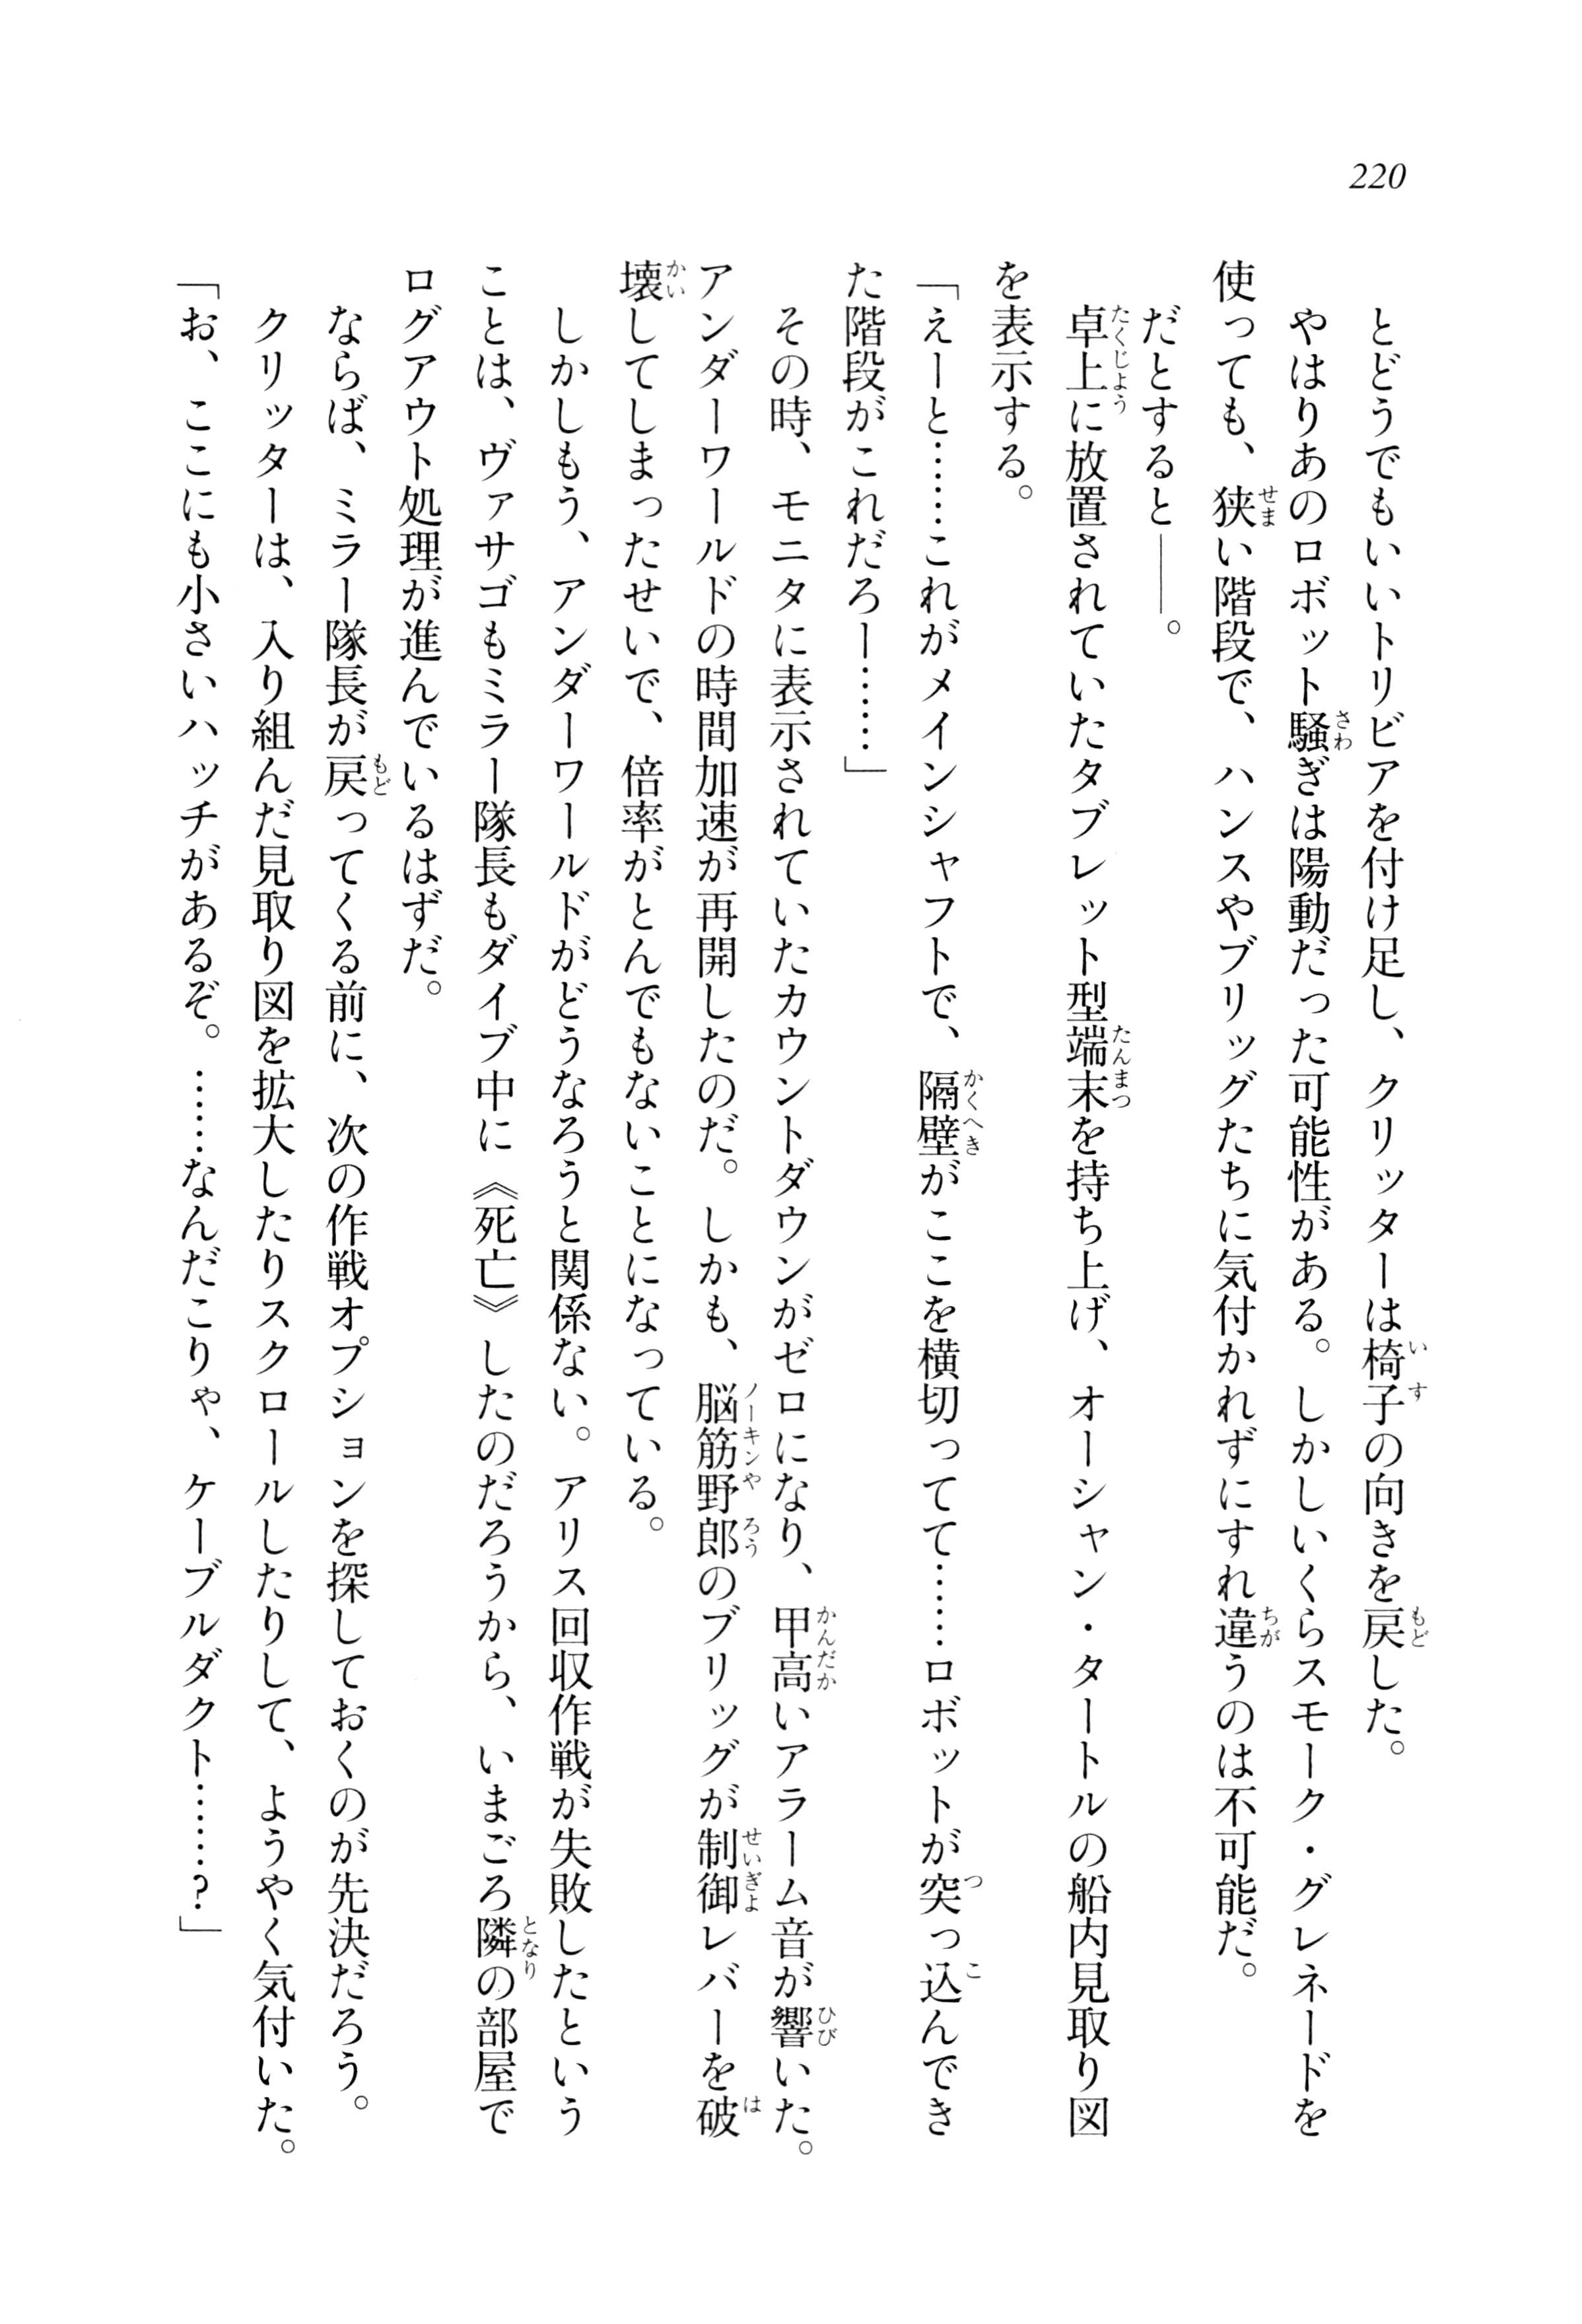 220
とどうでもいいトリビアを付け足し、クリッターは椅子の向きを戻した。
やはりあのロボット騒ぎは陽動だった可能性がある。しかしいくらスモーク・グレネードを
使っても、狭い階段で、ハンスやブリッグたちに気付かれずにすれ違うのは不可能だ。
だとすると――。
卓上に放置されていたタブレット型端末を持ち上げ、オーシャン・タートルの船内見取り図
を表示する。
「えーと……これがメインシャフトで、隔壁がここを横切ってて……ロボットが突っ込んでき
た階段がこれだろー……」
その時、モニタに表示されていたカウントダウンがゼロになり、甲高いアラーム音が響いた。
アンダーワールドの時間加速が再開したのだ。しかも、脳筋野郎のブリッグが制御レバーを破
壊してしまったせいで、倍率がとんでもないことになっている。
しかしもう、アンダーワールドがどうなろうと関係ない。アリス回収作戦が失敗したという
ことは、ヴァサゴもミラー隊長もダイブ中に《死亡》したのだろうから、いまごろ隣の部屋で
ログアウト処理が進んでいるはずだ。
ならば、ミラー隊長が戻ってくる前に、次の作戦オプションを探しておくのが先決だろう。
クリッターは、入り組んだ見取り図を拡大したりスクロールしたりして、ようやく気付いた。
「お、ここにも小さいハッチがあるぞ。……なんだこりゃ、ケーブルダクト……?」